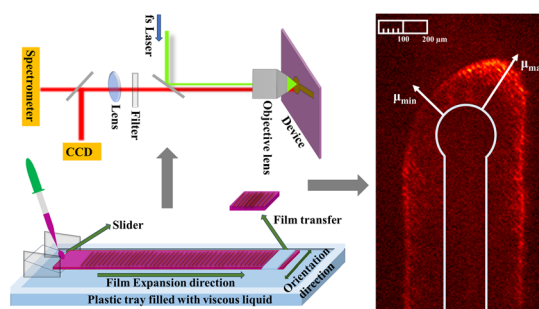 fs Laser
Spectrometer
Lens
Filter
CCD
Objective lens
Device
Slider
Film transfer
Film Expansion direction
Orientation
direction
Plastic tray filled with viscous liquid
100 200 µm
µmin
µma